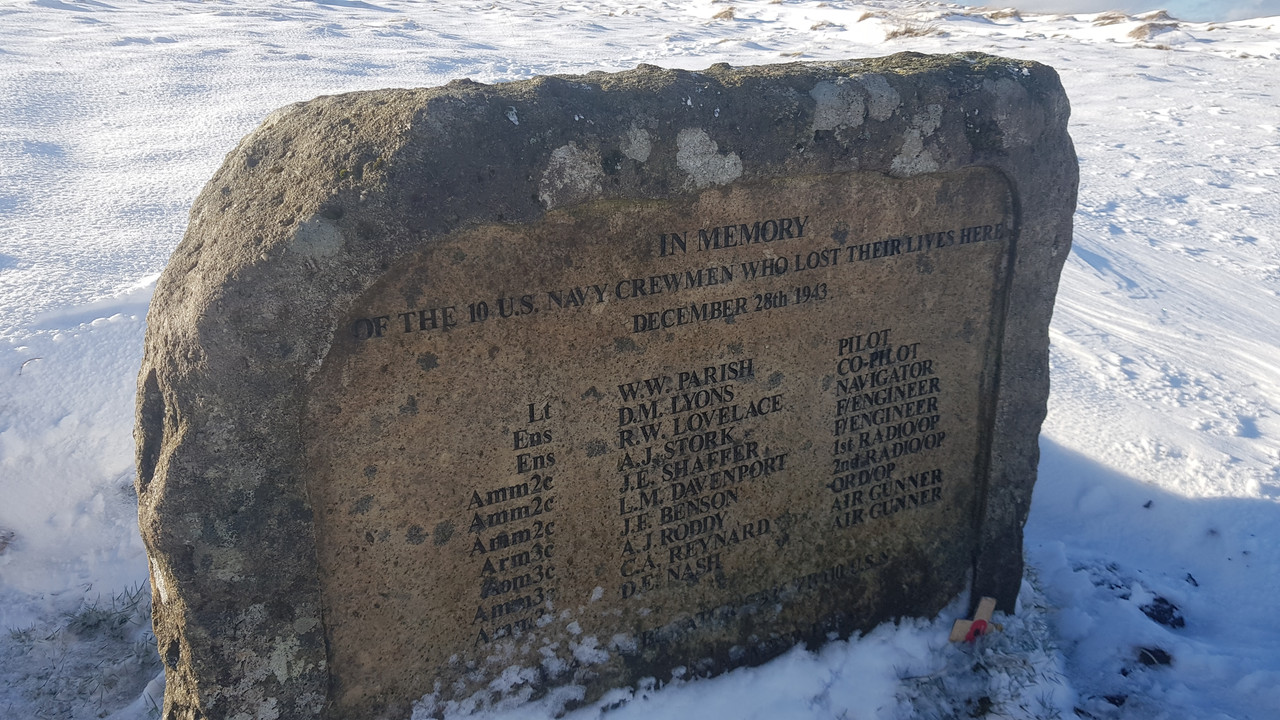 IN MEMORY
OF THE 10 U.S. NAVY CREWMEN WHO LOST THEIR LIVES HERE
DECEMBER 28th 1943.
Lt W.W. PARISH PILOT
Ens D.M. LYONS CO-PILOT
Ens R.W. LOVELACE NAVIGATOR
Amm2c A.J. STORK F/ENGINEER
Amm2c J.E. SHAFFER F/ENGINEER
Amm2c L.M. DAVENPORT 1st RADIO/OP
Arm3c J.E. BENSON 2nd RADIO/OP
Aom3c A.J RODDY ORD/OP
Amm3c C.A. REYNARD AIR GUNNER
D.E. NASH AIR GUNNER